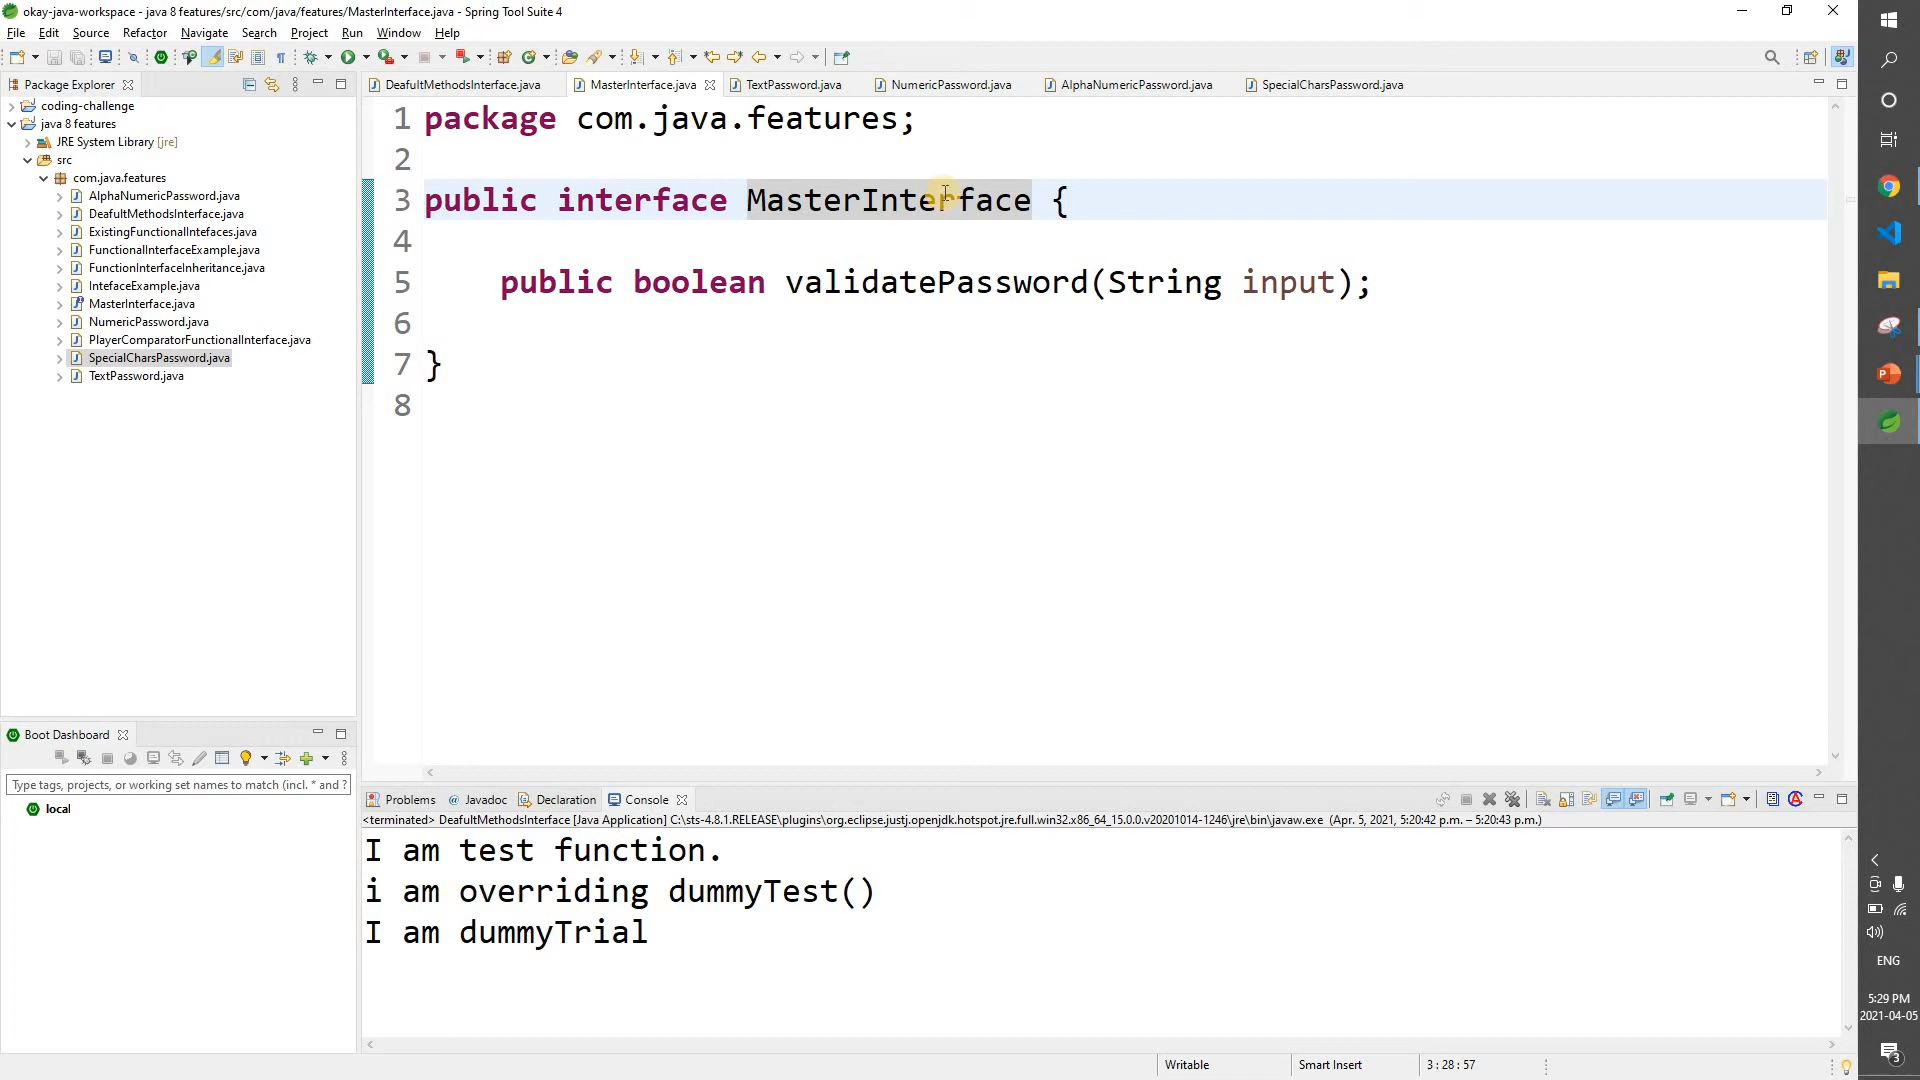 okay-java-workspace - java 8 features/src/com/java/features/MasterInterface.java - Spring Tool Suite 4
File Edit Source Refactor Navigate Search Project Run Window Help
Package Explorer
coding-challenge
java 8 features
JRE System Library [jre]
src
com.java.features
AlphaNumericPassword.java
DeafultMethodsInterface.java
ExistingFunctionalIntefaces.java
FunctionalInterfaceExample.java
FunctionInterfaceInheritance.java
IntefaceExample.java
MasterInterface.java
NumericPassword.java
PlayerComparatorFunctionalInterface.java
SpecialCharsPassword.java
TextPassword.java
DeafultMethodsInterface.java MasterInterface.java TextPassword.java NumericPassword.java AlphaNumericPassword.java SpecialCharsPassword.java
1 package com.java.features;
2
3 public interface MasterInterface {
4
5 public boolean validatePassword(String input);
6
7 }
8
Boot Dashboard
Type tags, projects, or working set names to match (incl. * and ?
local
Problems Javadoc Declaration Console
<terminated> DeafultMethodsInterface [Java Application] C:\sts-4.8.1.RELEASE\plugins\org.eclipse.justj.openjdk.hotspot.jre.full.win32.x86_64_15.0.0.v20201014-1246\jre\bin\javaw.exe (Apr. 5, 2021, 5:20:42 p.m. – 5:20:43 p.m.)
I am test function.
i am overriding dummyTest()
I am dummyTrial
Writable Smart Insert 3 : 28 : 57
ENG
5:29 PM
2021-04-05
3